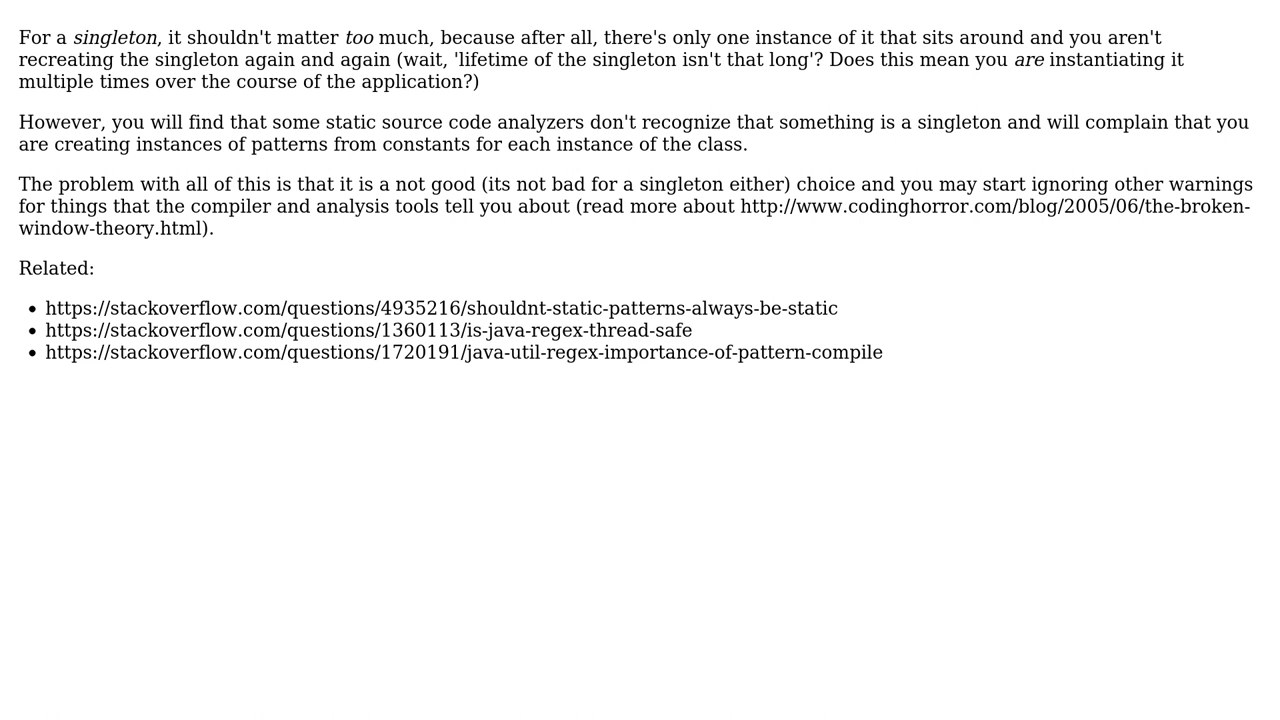 For a singleton, it shouldn't matter too much, because after all, there's only one instance of it that sits around and you aren't
recreating the singleton again and again (wait, 'lifetime of the singleton isn't that long'? Does this mean you are instantiating it
multiple times over the course of the application?)
However, you will find that some static source code analyzers don't recognize that something is a singleton and will complain that you
are creating instances of patterns from constants for each instance of the class.
The problem with all of this is that it is a not good (its not bad for a singleton either) choice and you may start ignoring other warnings
for things that the compiler and analysis tools tell you about (read more about http://www.codinghorror.com/blog/2005/06/the-broken-
window-theory.html).
Related:
• https://stackoverflow.com/questions/4935216/shouldnt-static-patterns-always-be-static
• https://stackoverflow.com/questions/1360113/is-java-regex-thread-safe
• https://stackoverflow.com/questions/1720191/java-util-regex-importance-of-pattern-compile